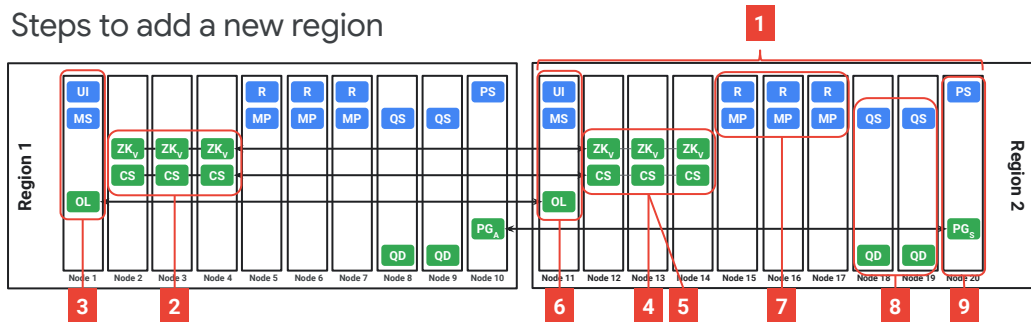 Steps to add a new region
1
UI UI
R R R PS R R R PS
MS MP MP MP QS QS MS MP MP MP QS QS
ZKV ZKV ZKV ZKV ZKV ZKV
CS CS CS CS CS CS
OL OL
PGA PGS
QD QD QD QD
Region 1
Region 2
Node 1 Node 2 Node 3 Node 4 Node 5 Node 6 Node 7 Node 8 Node 9 Node 10 Node 11 Node 12 Node 13 Node 14 Node 15 Node 16 Node 17 Node 18 Node 19 Node 20
3 2 6 4 5 7 8 9